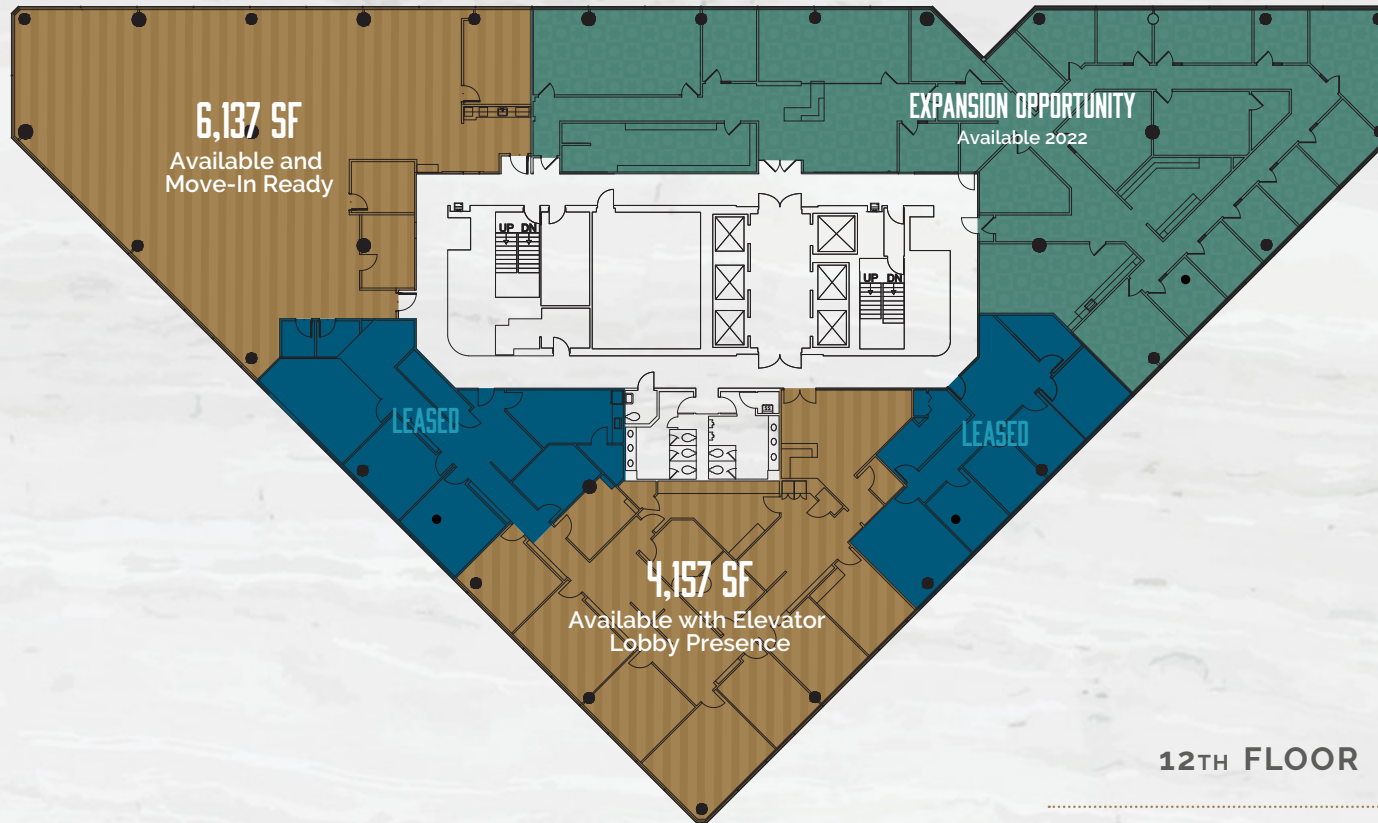 6,137 SF
Available and
Move-In Ready
EXPANSION OPPORTUNITY
Available 2022
UP DN
UP DN
LEASED
LEASED
4,157 SF
Available with Elevator
Lobby Presence
12TH FLOOR